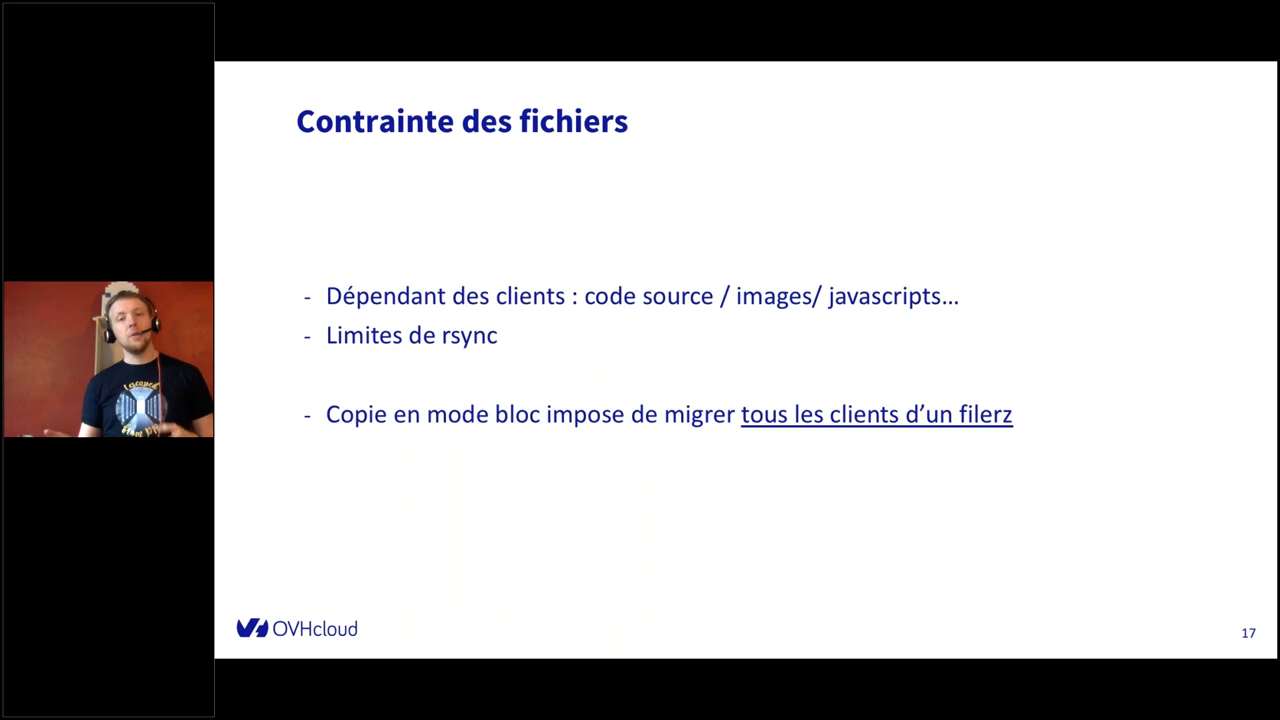 Contrainte des fichiers
- Dépendant des clients : code source / images/ javascripts…
- Limites de rsync
- Copie en mode bloc impose de migrer tous les clients d’un filerz
OVHcloud
17